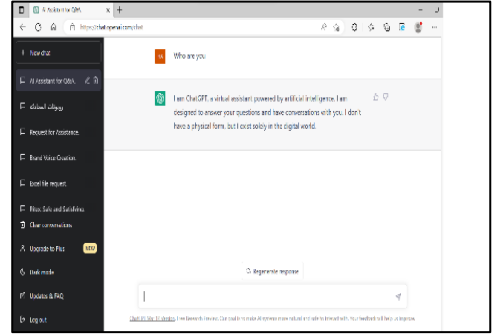 AI Assistant for Q&A
https://chat.openai.com/chat
New chat
AI Assistant for Q&A.
Request for Assistance.
Brand Voice Creation.
Excel file request
Clear conversations
Upgrade to Plus
NEW
Dark mode
Updates & FAQ
Log out
Who are you
I am ChatGPT, a virtual assistant powered by artificial intelligence. I am
designed to answer your questions and have conversations with you. I don't
have a physical form, but I exist solely in the digital world.
Regenerate response